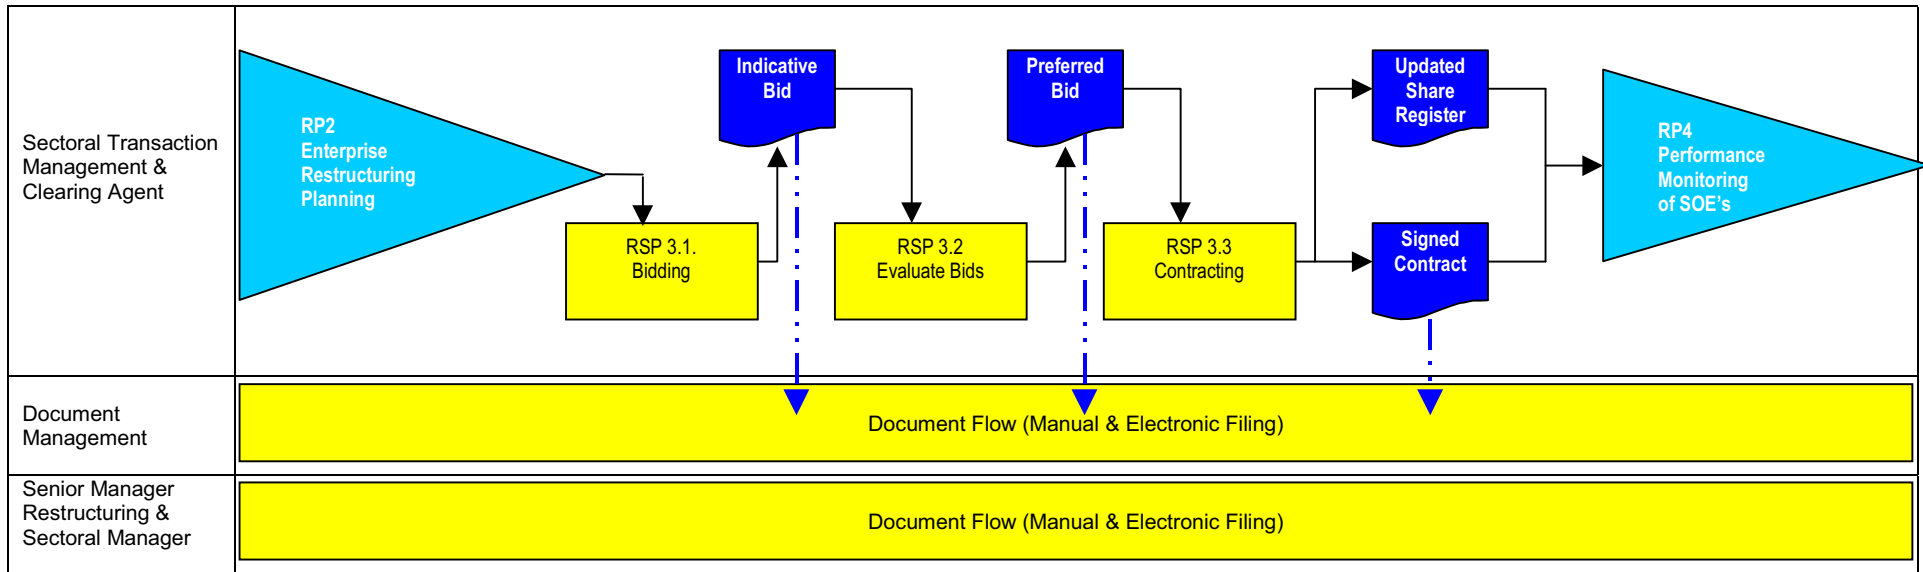 Sectoral Transaction
Management &
Clearing Agent
RP2
Enterprise
Restructuring
Planning
Indicative
Bid
Preferred
Bid
Updated
Share
Register
RP4
Performance
Monitoring
of SOE's
RSP 3.1.
Bidding
RSP 3.2
Evaluate Bids
RSP 3.3
Contracting
Signed
Contract
Document
Management
Document Flow (Manual & Electronic Filing)
Senior Manager
Restructuring &
Sectoral Manager
Document Flow (Manual & Electronic Filing)